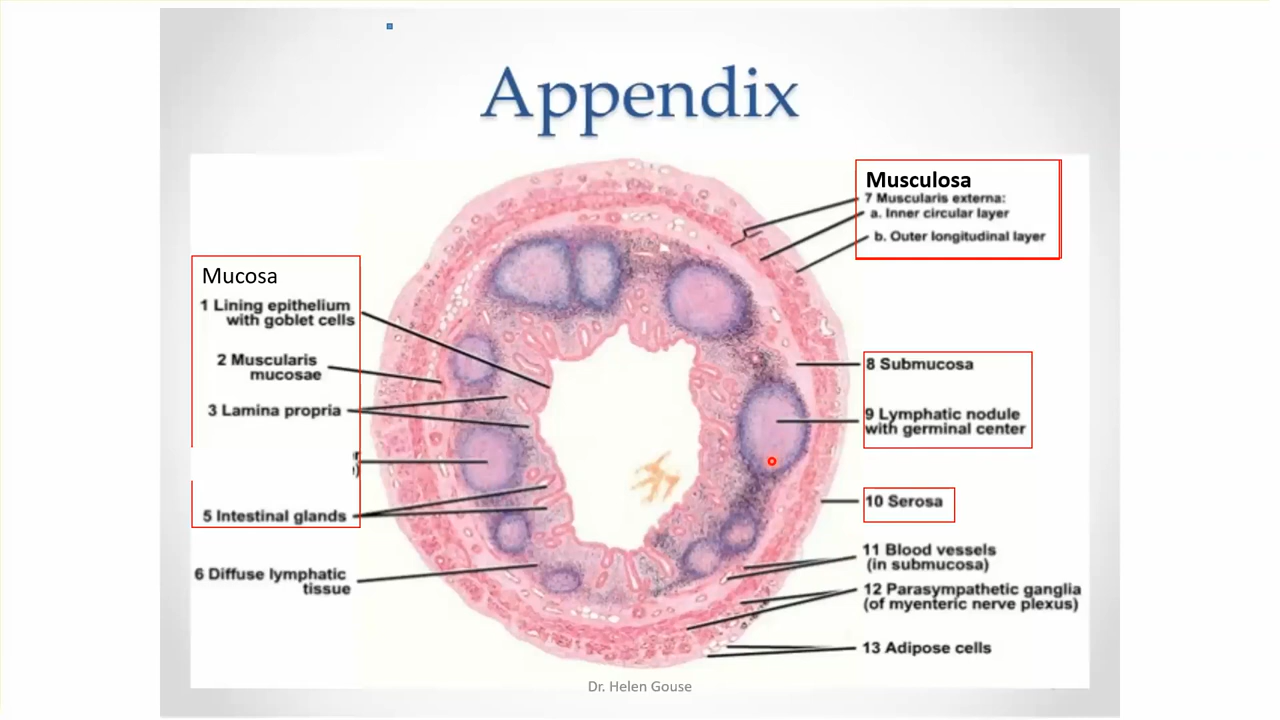 Appendix
Mucosa
1 Lining epithelium
with goblet cells
2 Muscularis
mucosae
3 Lamina propria
5 Intestinal glands
6 Diffuse lymphatic
tissue
Musculosa
7 Muscularis externa:
a. Inner circular layer
b. Outer longitudinal layer
8 Submucosa
9 Lymphatic nodule
with germinal center
10 Serosa
11 Blood vessels
(in submucosa)
12 Parasympathetic ganglia
(of myenteric nerve plexus)
13 Adipose cells
Dr. Helen Gouse